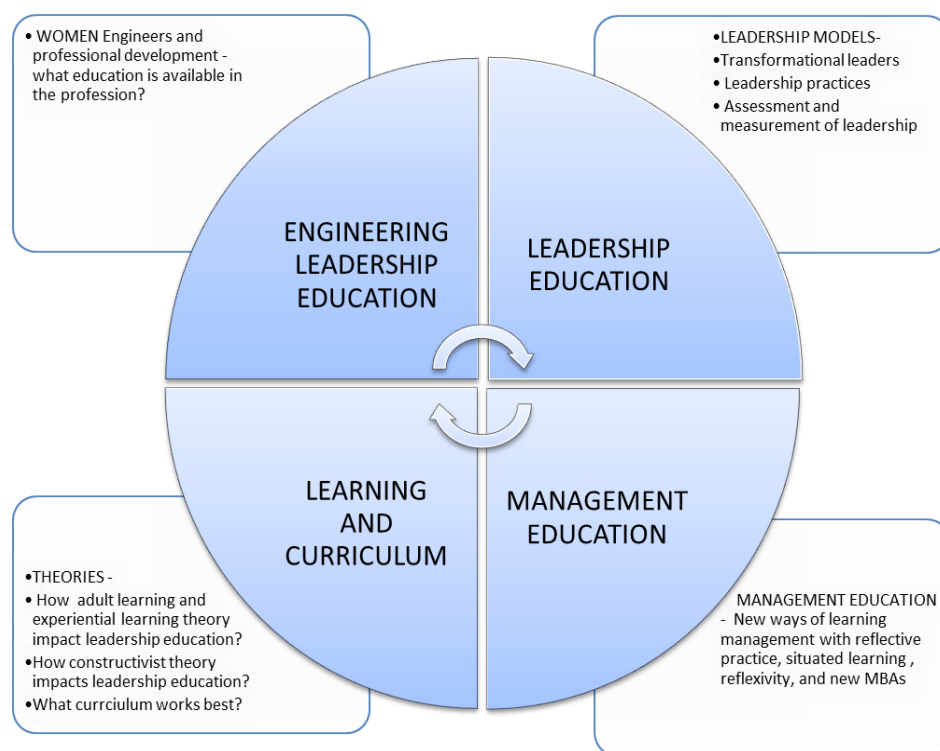 • WOMEN Engineers and
professional development -
what education is available in
the profession?
•LEADERSHIP MODELS-
•Transformational leaders
• Leadership practices
• Assessment and
measurement of leadership
ENGINEERING
LEADERSHIP
EDUCATION
LEADERSHIP
EDUCATION
LEARNING
AND
CURRICULUM
MANAGEMENT
EDUCATION
•THEORIES -
• How adult learning and
experiential learning theory
impact leadership education?
•How constructivist theory
impacts leadership education?
•What currciulum works best?
MANAGEMENT EDUCATION
- New ways of learning
management with reflective
practice, situated learning ,
reflexivity, and new MBAs